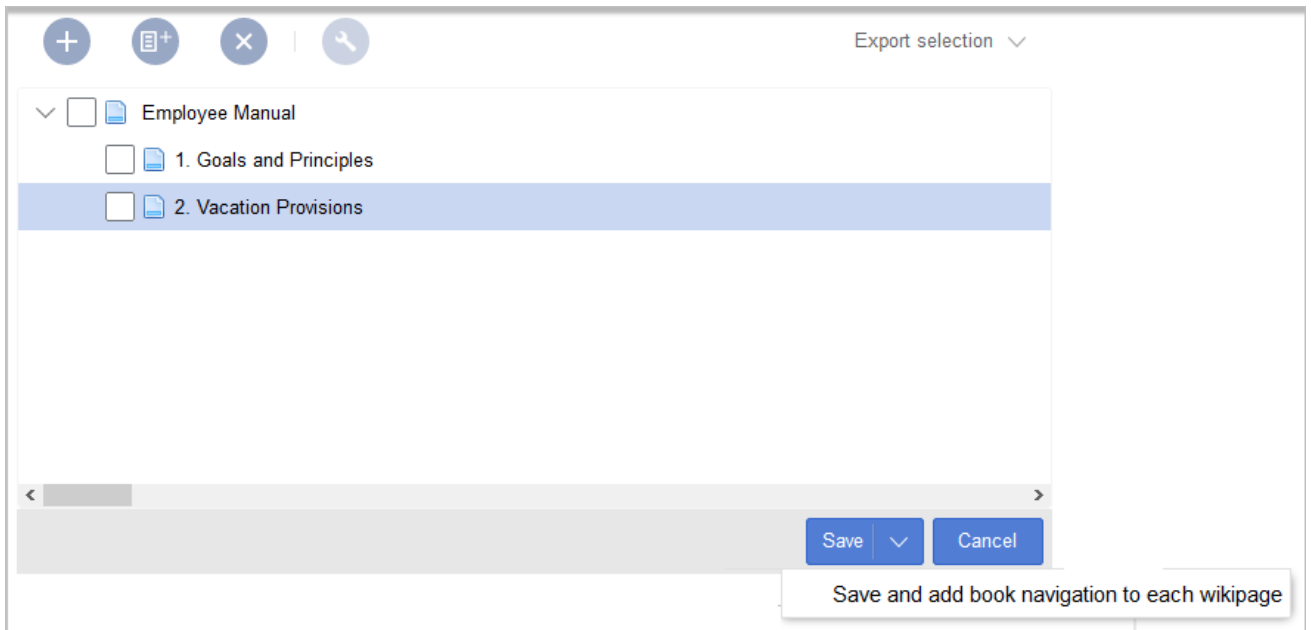 Export selection
Employee Manual
1. Goals and Principles
2. Vacation Provisions
Save
Cancel
Save and add book navigation to each wikipage